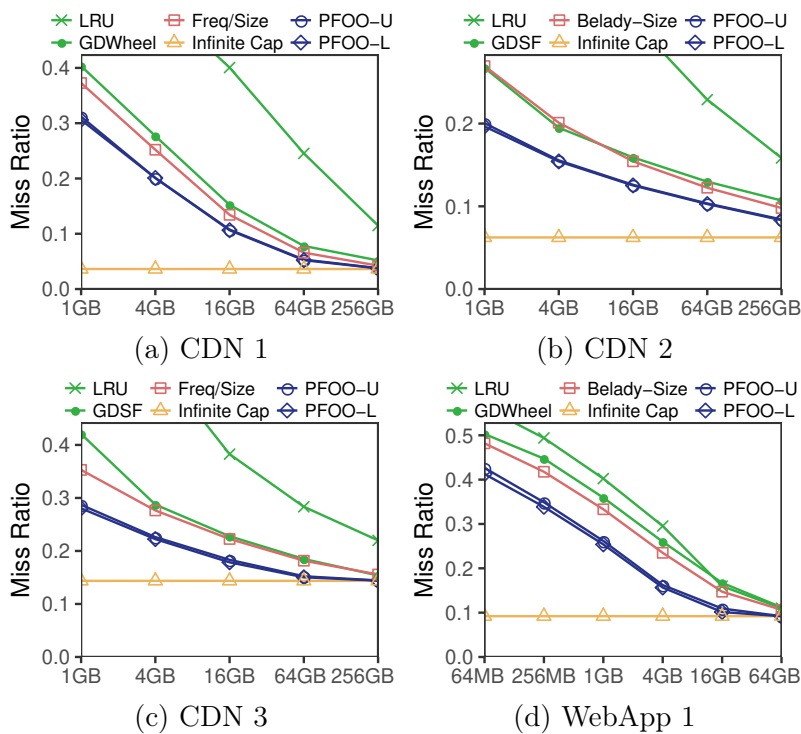 LRU Freq/Size PFOO-U
GDWheel Infinite Cap PFOO-L
Miss Ratio
0.4
0.3
0.2
0.1
0.0
1GB 4GB 16GB 64GB 256GB
(a) CDN 1
LRU Belady-Size PFOO-U
GDSF Infinite Cap PFOO-L
Miss Ratio
0.2
0.1
0.0
1GB 4GB 16GB 64GB 256GB
(b) CDN 2
LRU Freq/Size PFOO-U
GDSF Infinite Cap PFOO-L
Miss Ratio
0.4
0.3
0.2
0.1
0.0
1GB 4GB 16GB 64GB 256GB
(c) CDN 3
LRU Belady-Size PFOO-U
GDWheel Infinite Cap PFOO-L
Miss Ratio
0.5
0.4
0.3
0.2
0.1
0.0
64MB 256MB 1GB 4GB 16GB 64GB
(d) WebApp 1